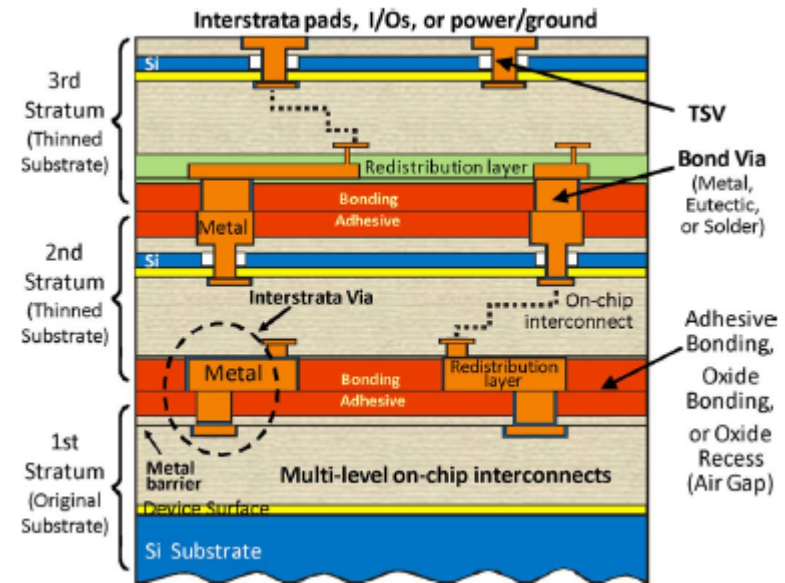 Interstrata pads, I/Os, or power/ground
3rd
Stratum
(Thinned
Substrate)
Si
TSV
Redistribution layer
Bond Via
(Metal,
Eutectic,
or Solder)
Bonding
Adhesive
Metal
2nd
Stratum
(Thinned
Substrate)
Si
Interstrata Via
On-chip
interconnect
Metal
Redistribution
layer
Bonding
Adhesive
Adhesive
Bonding,
Oxide
Bonding,
or Oxide
Recess
(Air Gap)
1st
Stratum
(Original
Substrate)
Metal
barrier
Multi-level on-chip interconnects
Device Surface
Si Substrate